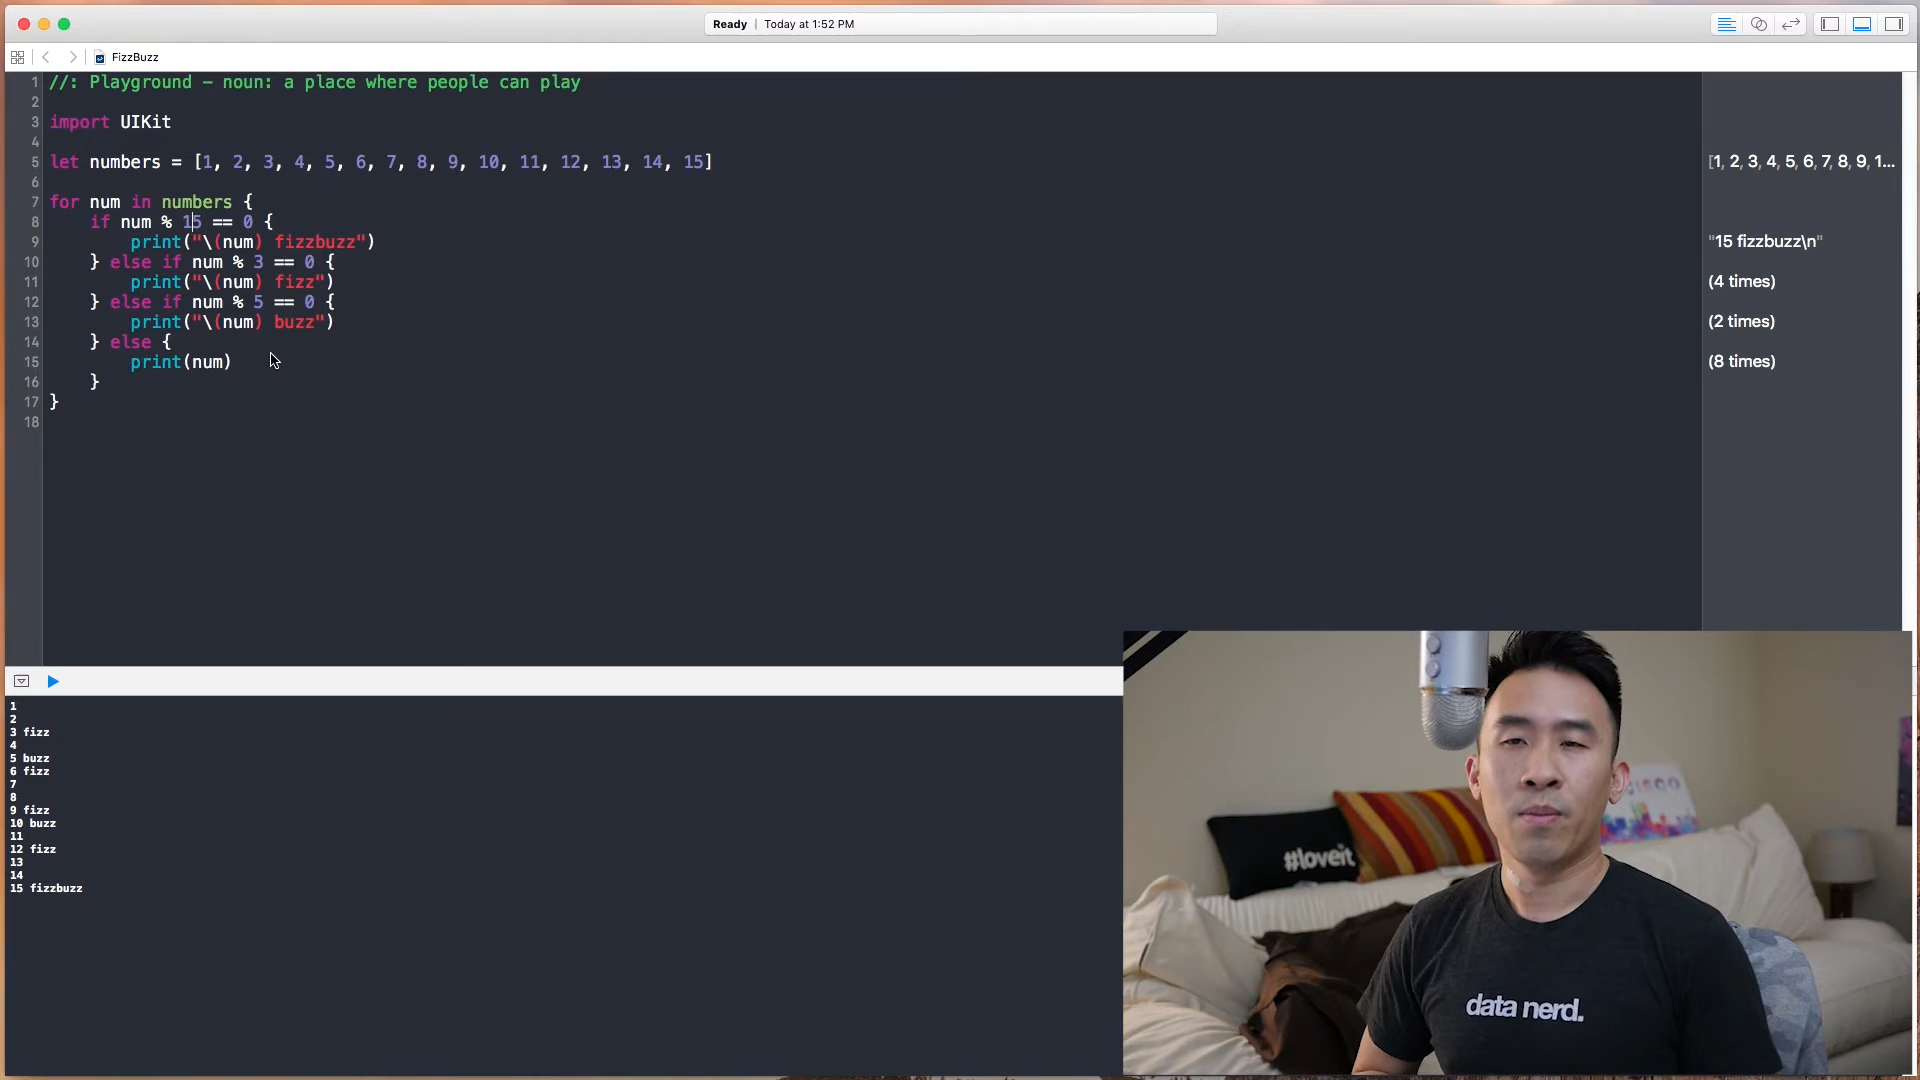 Ready | Today at 1:52 PM
FizzBuzz
1 //: Playground - noun: a place where people can play
2
3 import UIKit
4
5 let numbers = [1, 2, 3, 4, 5, 6, 7, 8, 9, 10, 11, 12, 13, 14, 15]
[1, 2, 3, 4, 5, 6, 7, 8, 9, 1...
6
7 for num in numbers {
8 if num % 15 == 0 {
9 print("\(num) fizzbuzz")
"15 fizzbuzz\n"
10 } else if num % 3 == 0 {
11 print("\(num) fizz")
(4 times)
12 } else if num % 5 == 0 {
13 print("\(num) buzz")
(2 times)
14 } else {
15 print(num)
(8 times)
16 }
17 }
18
1
2
3 fizz
4
5 buzz
6 fizz
7
8
9 fizz
10 buzz
11
12 fizz
13
14
15 fizzbuzz
#loveit
data nerd.